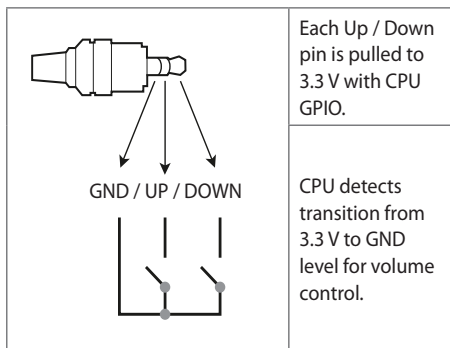 Each Up / Down
pin is pulled to
3.3 V with CPU
GPIO.
GND / UP / DOWN
CPU detects
transition from
3.3 V to GND
level for volume
control.